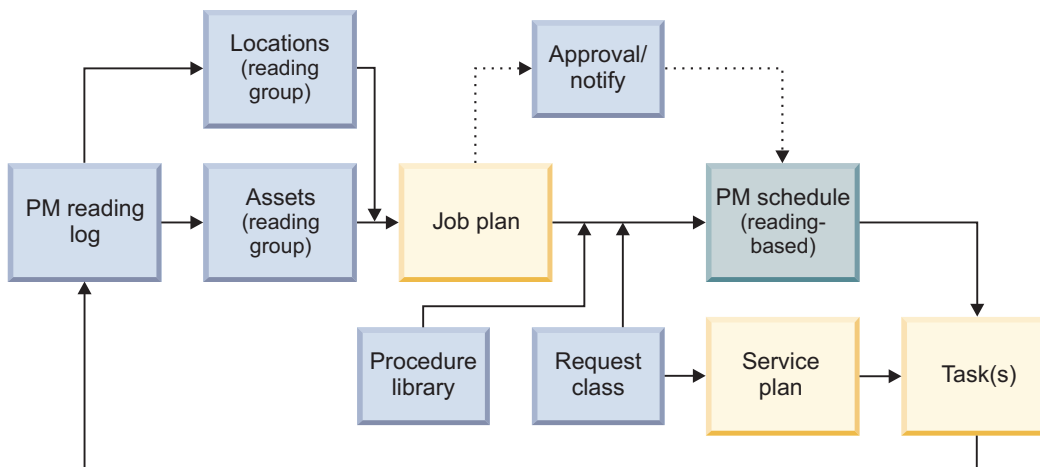 Locations
(reading
group)
Approval/
notify
PM reading
log
Assets
(reading
group)
Job plan
PM schedule
(reading-
based)
Procedure
library
Request
class
Service
plan
Task(s)